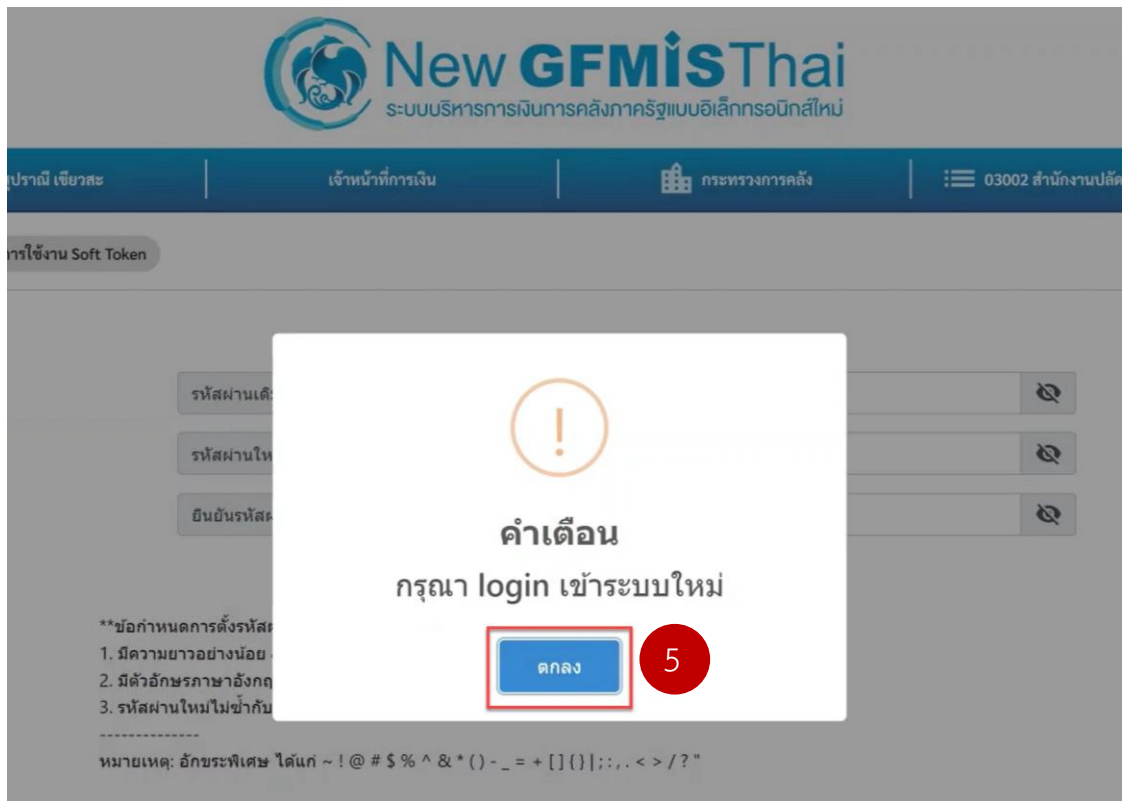 New GFMISThai
ระบบบริหารการเงินการคลังภาครัฐแบบอิเล็กทรอนิกส์ใหม่
เขียวสะ เจ้าหน้าที่การเงิน กระทรวงการคลัง 03002 สำนักงานปลัด
การใช้งาน Soft Token
รหัสผ่านเดิ
รหัสผ่านให
ยืนยันรหัสผ
คำเตือน
กรุณา login เข้าระบบใหม่
ตกลง 5
**ข้อกำหนดการตั้งรหัสผ
1. มีความยาวอย่างน้อย
2. มีตัวอักษรภาษาอังกฤ
3. รหัสผ่านใหม่ไม่ซ้ำกับ
--------------
หมายเหตุ: อักขระพิเศษ ได้แก่ ~ ! @ # $ % ^ & * ( ) - _ = + [ ] { } | ; : , . < > / ? "